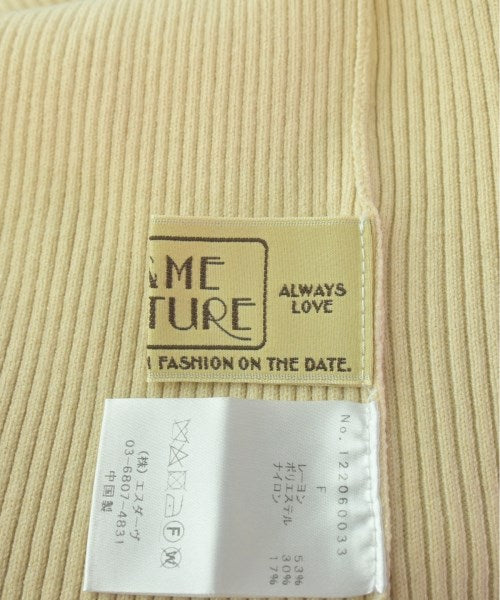 &ME
TURE
ALWAYS
LOVE
FASHION ON THE DATE.
No. 122060033
F
レーヨン 53%
ポリエステル 30%
ナイロン 17%
F W
(株) エスダーヴ
03-6807-4831
中国製